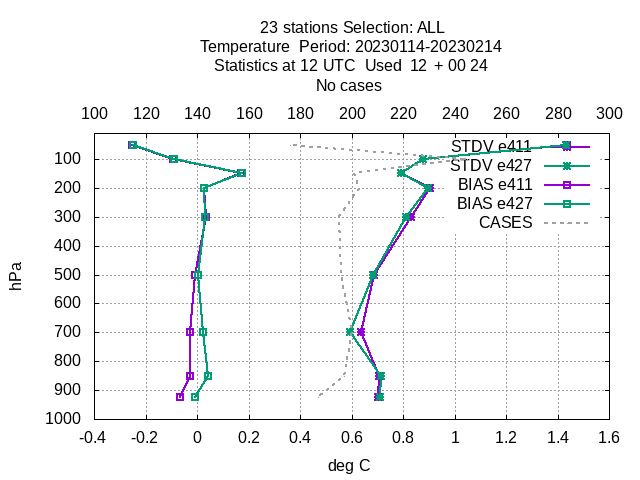 23 stations Selection: ALL
Temperature  Period: 20230114-20230214
Statistics at 12 UTC  Used  12 + 00 24
No cases
100 120 140 160 180 200 220 240 260 280 300
STDV e411
STDV e427
BIAS e411
BIAS e427
CASES
100
200
300
400
500
600
700
800
900
1000
hPa
-0.4 -0.2 0 0.2 0.4 0.6 0.8 1 1.2 1.4 1.6
deg C